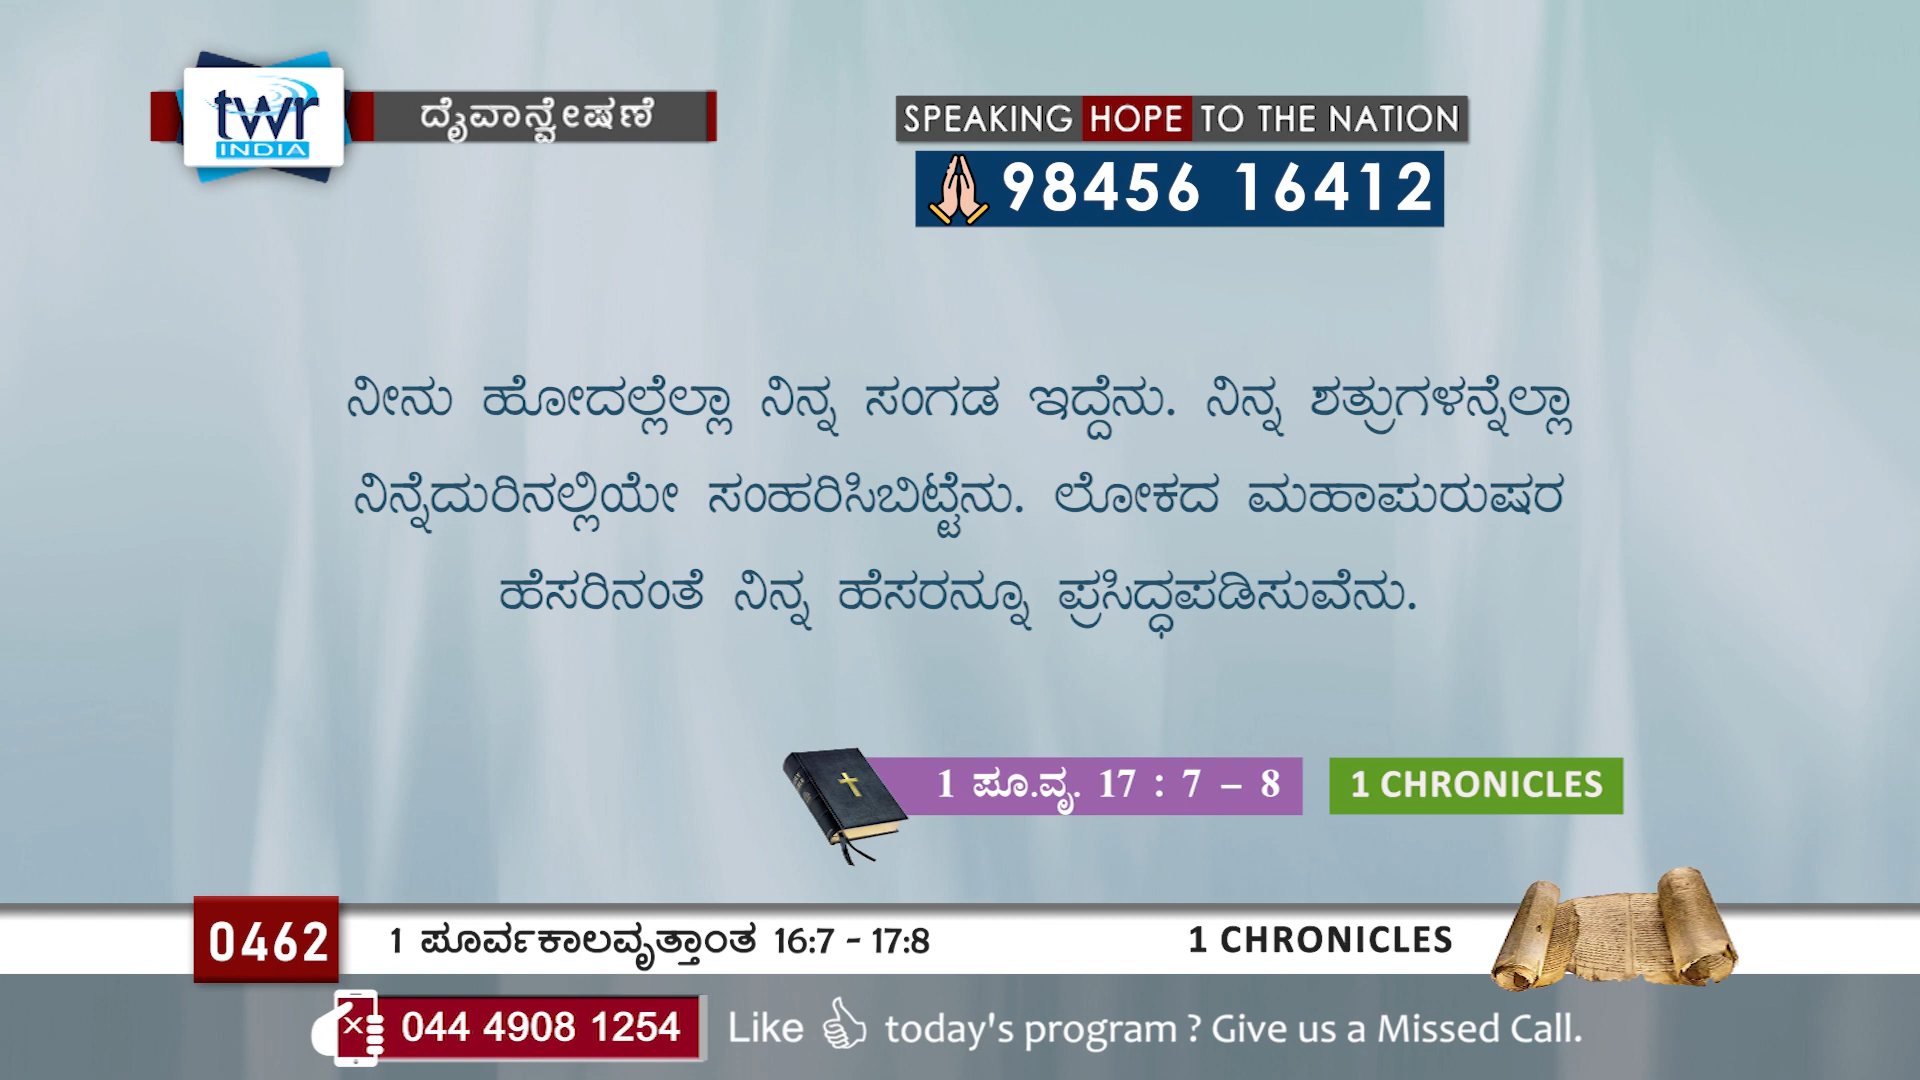 twr
INDIA
ದೈವಾನ್ವೇಷಣೆ
SPEAKING HOPE TO THE NATION
98456 16412
ನೀನು ಹೋದಲ್ಲೆಲ್ಲಾ ನಿನ್ನ ಸಂಗಡ ಇದ್ದೆನು. ನಿನ್ನ ಶತ್ರುಗಳನ್ನೆಲ್ಲಾ
ನಿನ್ನೆದುರಿನಲ್ಲಿಯೇ ಸಂಹರಿಸಿಬಿಟ್ಟೆನು. ಲೋಕದ ಮಹಾಪುರುಷರ
ಹೆಸರಿನಂತೆ ನಿನ್ನ ಹೆಸರನ್ನೂ ಪ್ರಸಿದ್ಧಪಡಿಸುವೆನು.
1 ಪೂ.ವೃ. 17 : 7 – 8
1 CHRONICLES
0462
1 ಪೂರ್ವಕಾಲವೃತ್ತಾಂತ 16:7 - 17:8
1 CHRONICLES
044 4908 1254
Like today's program ? Give us a Missed Call.